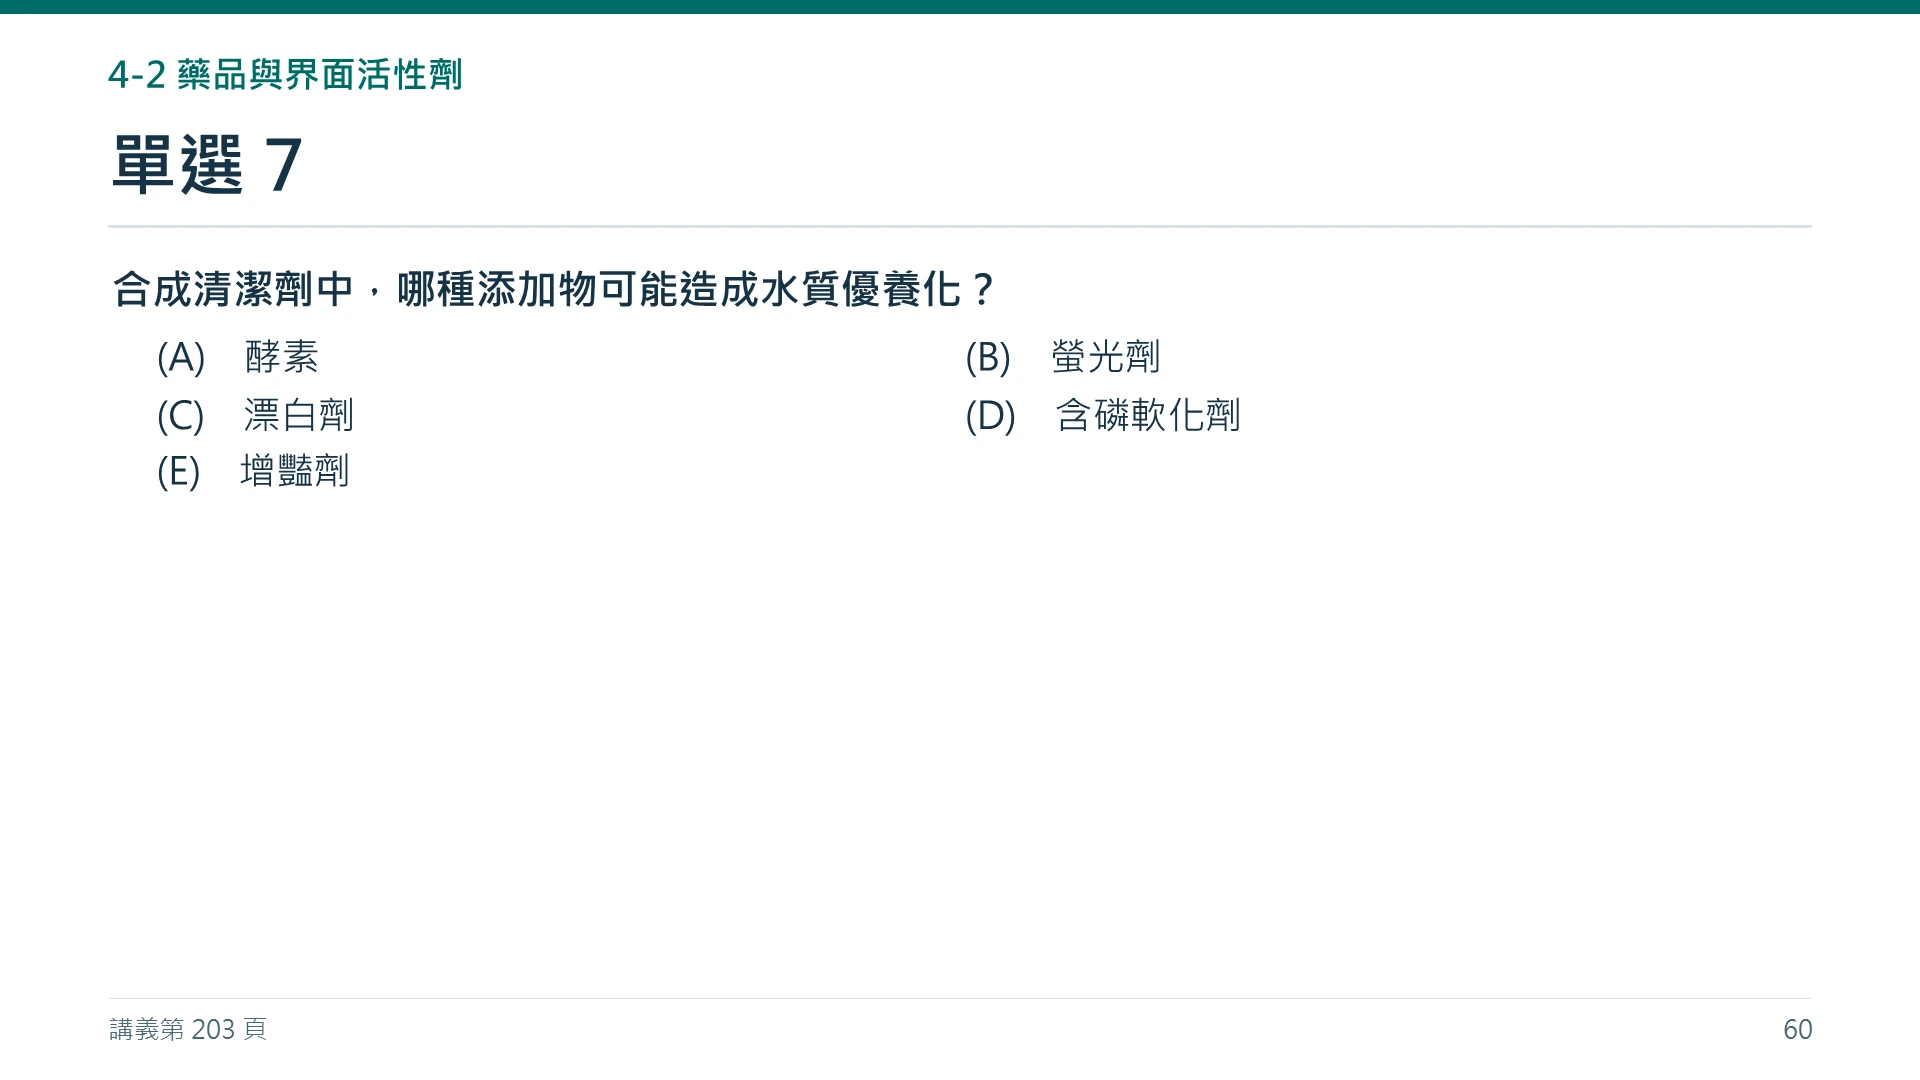 4-2 藥品與界面活性劑
單選 7
合成清潔劑中，哪種添加物可能造成水質優養化？
(A) 酵素
(B) 螢光劑
(C) 漂白劑
(D) 含磷軟化劑
(E) 增豔劑
講義第 203 頁
60